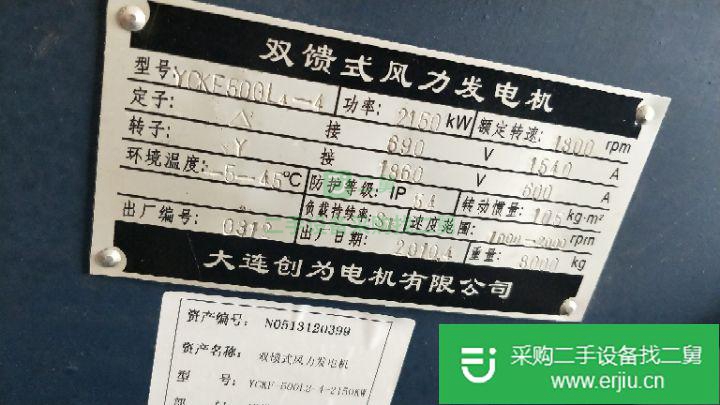 双馈式风力发电机
型号: YCKF500L4-4 功率: 2150 kW 额定转速: 1800 rpm
定子: △ 接 690 V 1540 A
转子: Y 接 1860 V 600 A
环境温度: -5-45℃ 防护等级: IP 54 转动惯量: 105 kg·m²
负载持续率: S1 速度范围: 1000-2000 rpm
出厂编号: 0312 出厂日期: 2010.4 重量: 8000 kg
大连创为电机有限公司
资产编号: N0513120399
资产名称: 双馈式风力发电机
型 号: YCKF-500L2-4-2150KW
采购二手设备找二舅
www.erjiu.cn